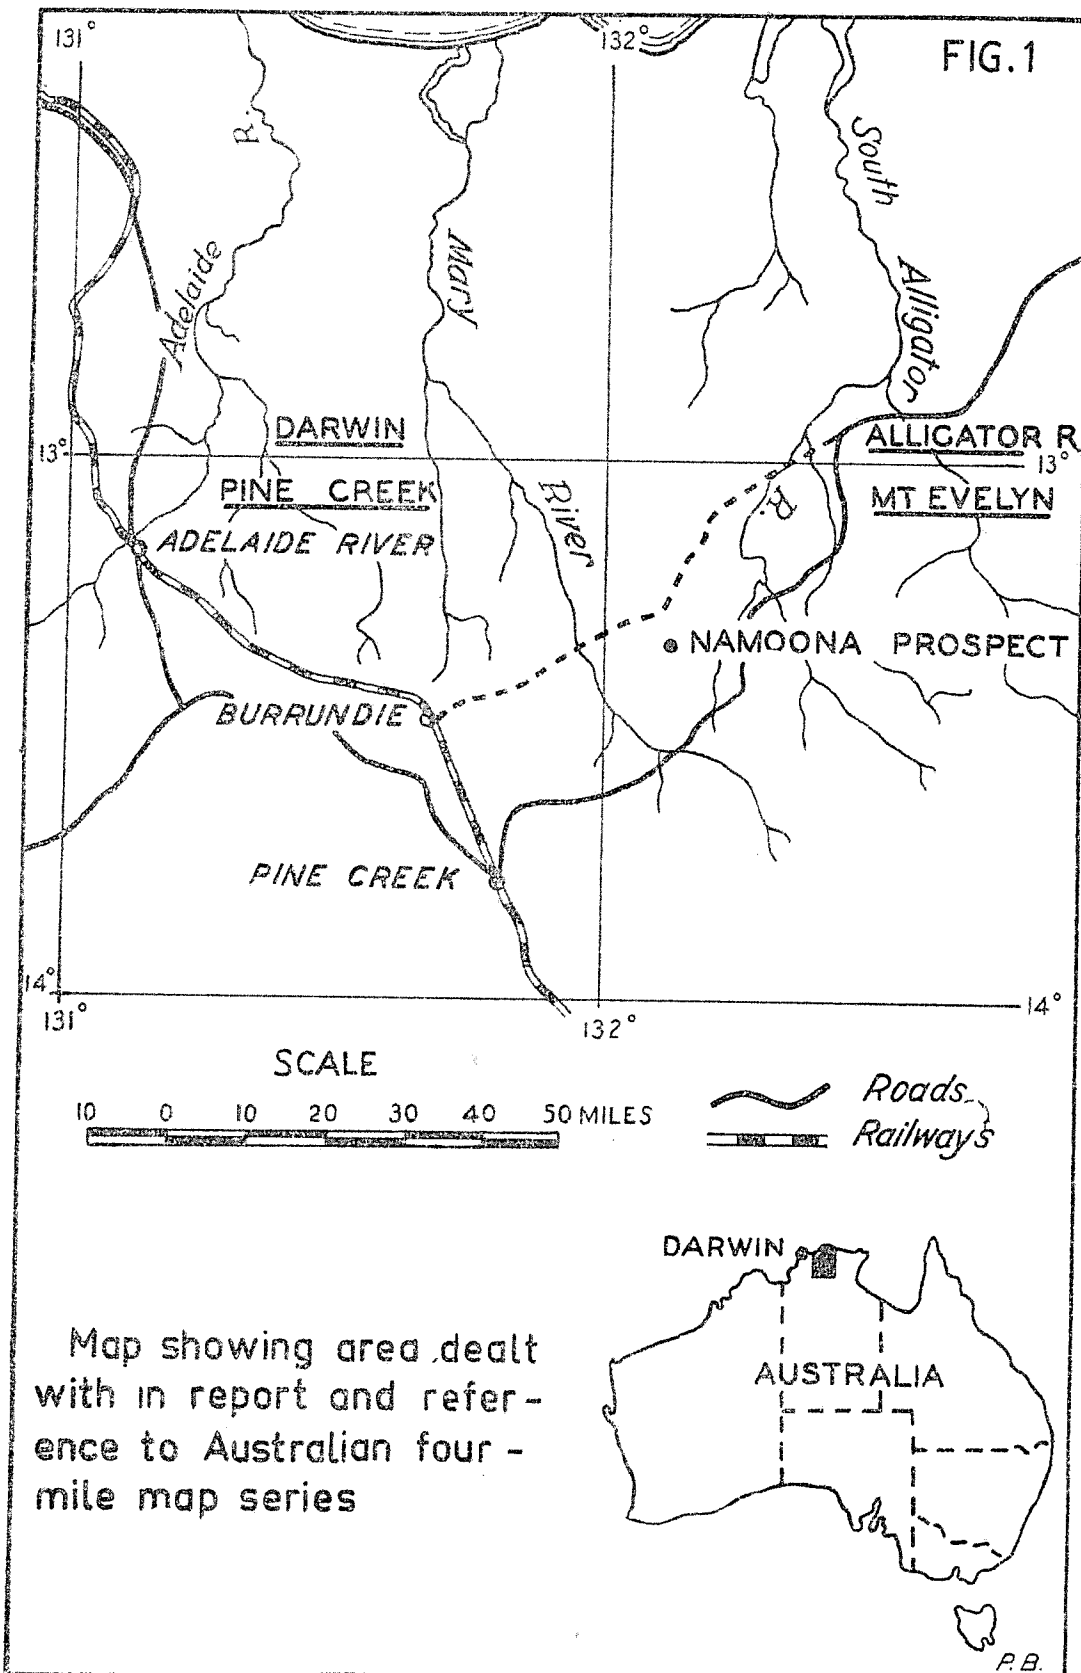 131°
132°
FIG.1
R.
South
Adelaide
Mary
Alligator
DARWIN
ALLIGATOR R
13°
13°
PINE CREEK
MT EVELYN
R.
River
ADELAIDE RIVER
NAMOONA PROSPECT
BURRUNDIE
PINE CREEK
14°
14°
131°
132°
SCALE
10 0 10 20 30 40 50 MILES
Roads
Railways
DARWIN
AUSTRALIA
Map showing area dealt
with in report and refer-
ence to Australian four-
mile map series
P.B.